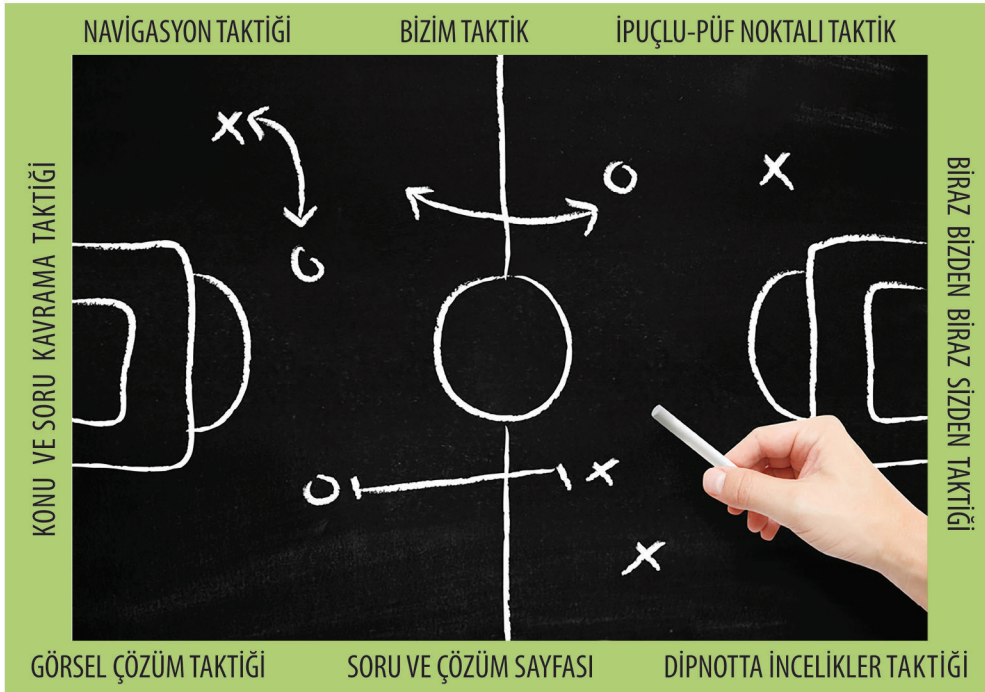 NAVİGASYON TAKTİĞİ
BİZİM TAKTİK
İPUÇLU-PÜF NOKTALI TAKTİK
KONU VE SORU KAVRAMA TAKTİĞİ
BİRAZ BİZDEN BİRAZ SİZDEN TAKTİĞİ
GÖRSEL ÇÖZÜM TAKTİĞİ
SORU VE ÇÖZÜM SAYFASI
DİPNOTTA İNCELİKLER TAKTİĞİ